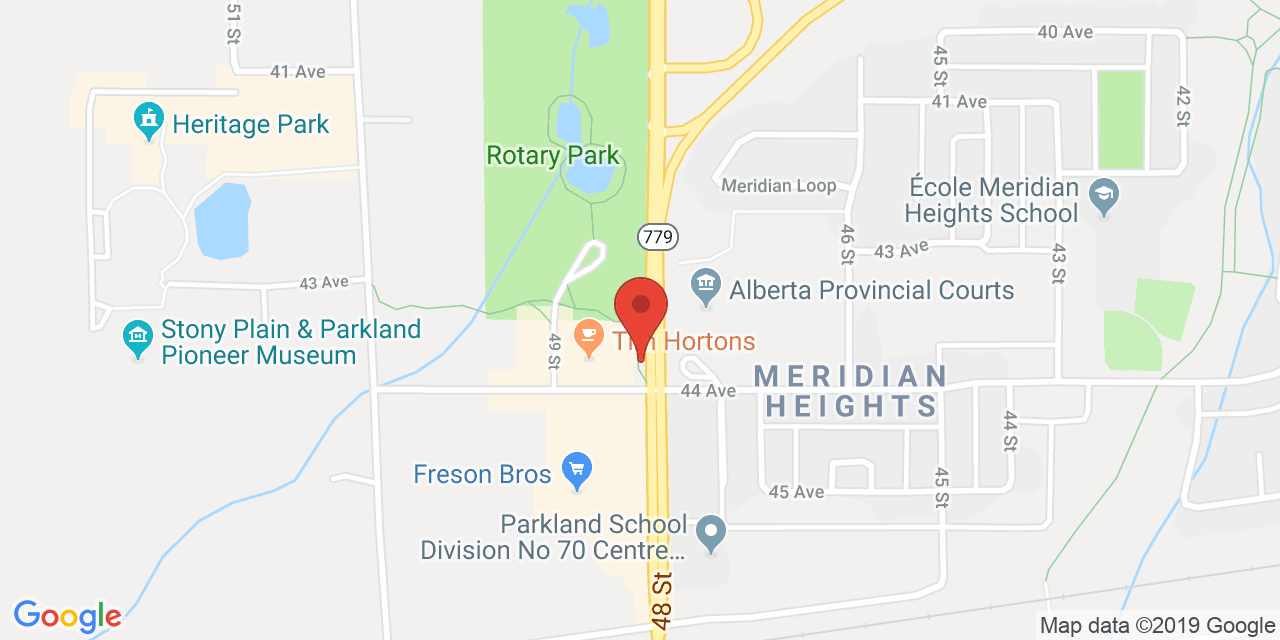 51 St
41 Ave
Heritage Park
Rotary Park
779
40 Ave
45 St
42 St
41 Ave
Meridian Loop
École Meridian
Heights School
46 St
43 Ave
43 St
43 Ave
Alberta Provincial Courts
Stony Plain & Parkland
Pioneer Museum
49 St
Tim Hortons
44 Ave
MERIDIAN
HEIGHTS
44 St
Freson Bros
45 Ave
45 St
Parkland School
Division No 70 Centre...
48 St
Google
Map data ©2019 Google